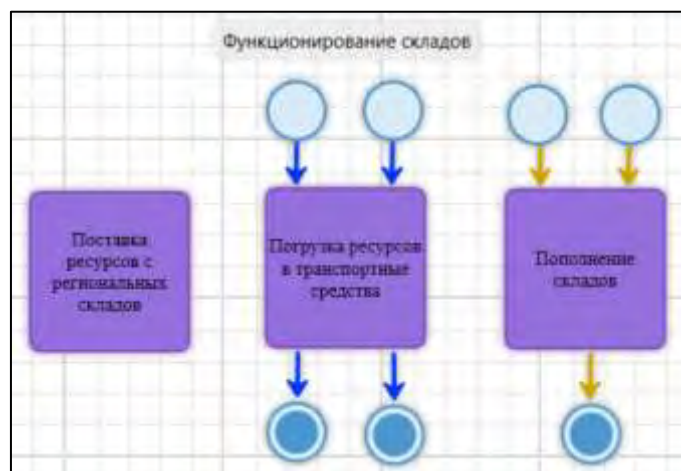 Функционирование складов
Поставка
ресурсов с
региональных
складов
Погрузка ресурсов
в транспортные
средства
Пополнение
складов